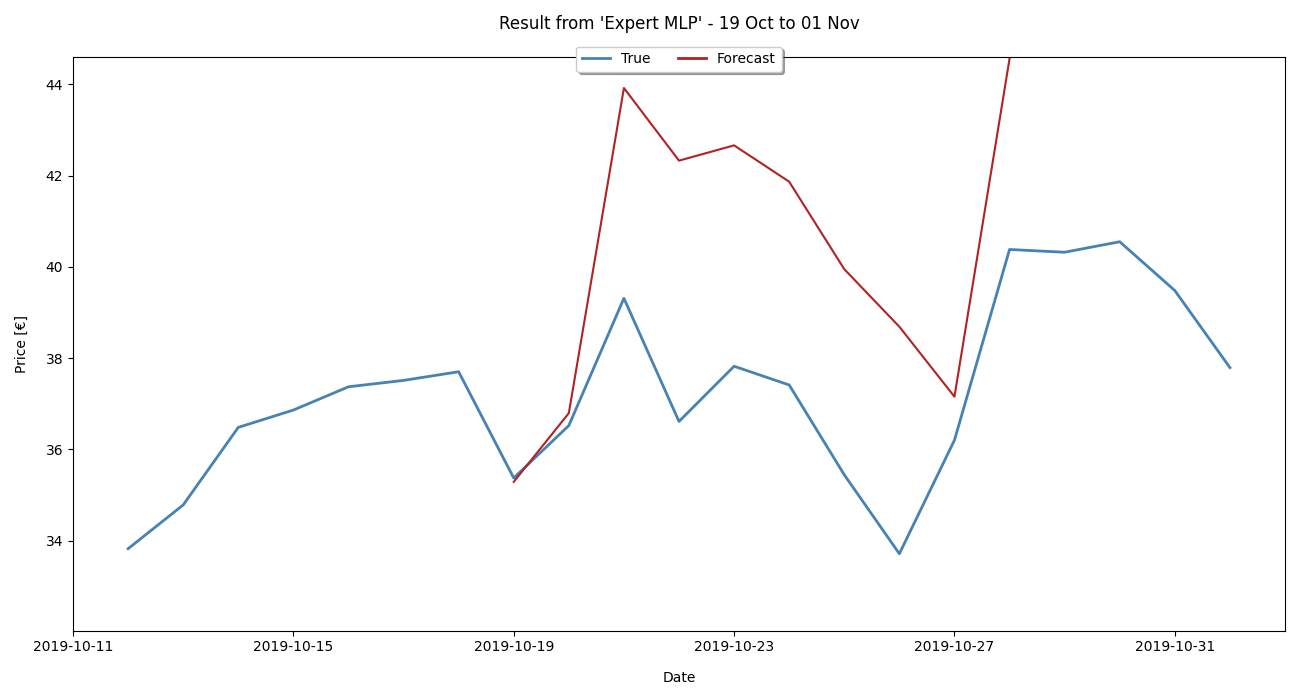 Result from 'Expert MLP' - 19 Oct to 01 Nov
True Forecast
44
42
40
38
36
34
Price [€]
2019-10-11 2019-10-15 2019-10-19 2019-10-23 2019-10-27 2019-10-31
Date